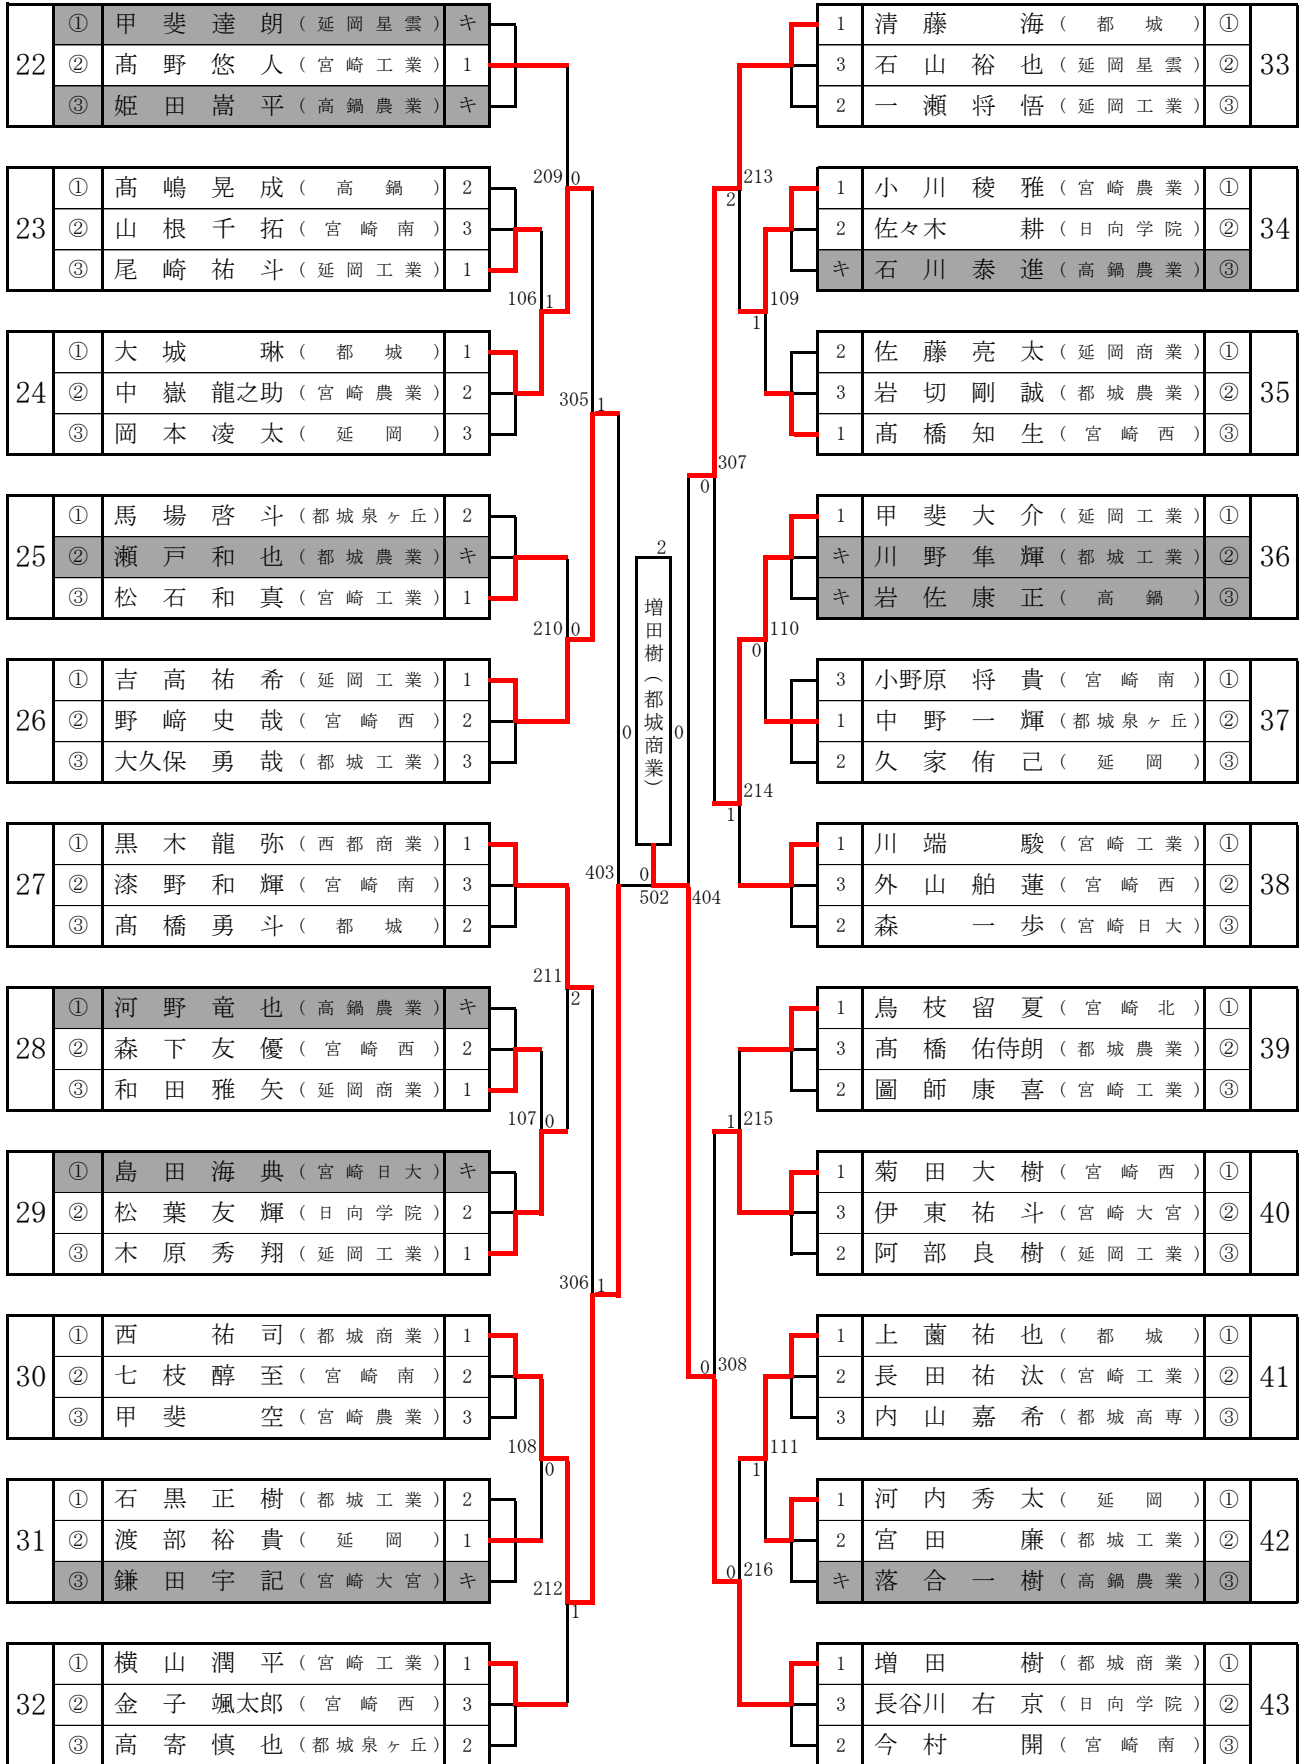 22
① 甲斐達朗 (延岡星雲) キ
② 髙野悠人 (宮崎工業) 1
③ 姫田嵩平 (高鍋農業) キ
209 0
23
① 髙嶋晃成 (高鍋) 2
② 山根千拓 (宮崎南) 3
③ 尾崎祐斗 (延岡工業) 1
106 1
24
① 大城琳 (都城) 1
② 中嶽龍之助 (宮崎農業) 2
③ 岡本凌太 (延岡) 3
305 1
25
① 馬場啓斗 (都城泉ヶ丘) 2
② 瀬戸和也 (都城農業) キ
③ 松石和真 (宮崎工業) 1
210 0
26
① 吉高祐希 (延岡工業) 1
② 野﨑史哉 (宮崎西) 2
③ 大久保勇哉 (都城工業) 3
27
① 黒木龍弥 (西都商業) 1
② 漆野和輝 (宮崎南) 3
③ 髙橋勇斗 (都城) 2
403
211 2
28
① 河野竜也 (高鍋農業) キ
② 森下友優 (宮崎西) 2
③ 和田雅矢 (延岡商業) 1
107 0
29
① 島田海典 (宮崎日大) キ
② 松葉友輝 (日向学院) 2
③ 木原秀翔 (延岡工業) 1
306 1
30
① 西祐司 (都城商業) 1
② 七枝醇至 (宮崎南) 2
③ 甲斐空 (宮崎農業) 3
108 0
31
① 石黒正樹 (都城工業) 2
② 渡部裕貴 (延岡) 1
③ 鎌田宇記 (宮崎大宮) キ
212 1
32
① 横山潤平 (宮崎工業) 1
② 金子颯太郎 (宮崎西) 3
③ 高寄慎也 (都城泉ヶ丘) 2
2
増田樹(都城商業)
0 0
0
502
1 清藤海 (都城) ①
3 石山裕也 (延岡星雲) ②
2 一瀬将悟 (延岡工業) ③
33
2 213
1 小川稜雅 (宮崎農業) ①
2 佐々木耕 (日向学院) ②
キ 石川泰進 (高鍋農業) ③
34
1 109
2 佐藤亮太 (延岡商業) ①
3 岩切剛誠 (都城農業) ②
1 髙橋知生 (宮崎西) ③
35
0 307
1 甲斐大介 (延岡工業) ①
キ 川野隼輝 (都城工業) ②
キ 岩佐康正 (高鍋) ③
36
0 110
3 小野原将貴 (宮崎南) ①
1 中野一輝 (都城泉ヶ丘) ②
2 久家侑己 (延岡) ③
37
1 214
1 川端駿 (宮崎工業) ①
3 外山舶蓮 (宮崎西) ②
2 森一歩 (宮崎日大) ③
38
404
1 鳥枝留夏 (宮崎北) ①
3 髙橋佑侍朗 (都城農業) ②
2 圖師康喜 (宮崎工業) ③
39
1 215
1 菊田大樹 (宮崎西) ①
3 伊東祐斗 (宮崎大宮) ②
2 阿部良樹 (延岡工業) ③
40
0 308
1 上薗祐也 (都城) ①
2 長田祐汰 (宮崎工業) ②
3 内山嘉希 (都城高専) ③
41
1 111
1 河内秀太 (延岡) ①
2 宮田廉 (都城工業) ②
キ 落合一樹 (高鍋農業) ③
42
0 216
1 増田樹 (都城商業) ①
3 長谷川右京 (日向学院) ②
2 今村開 (宮崎南) ③
43